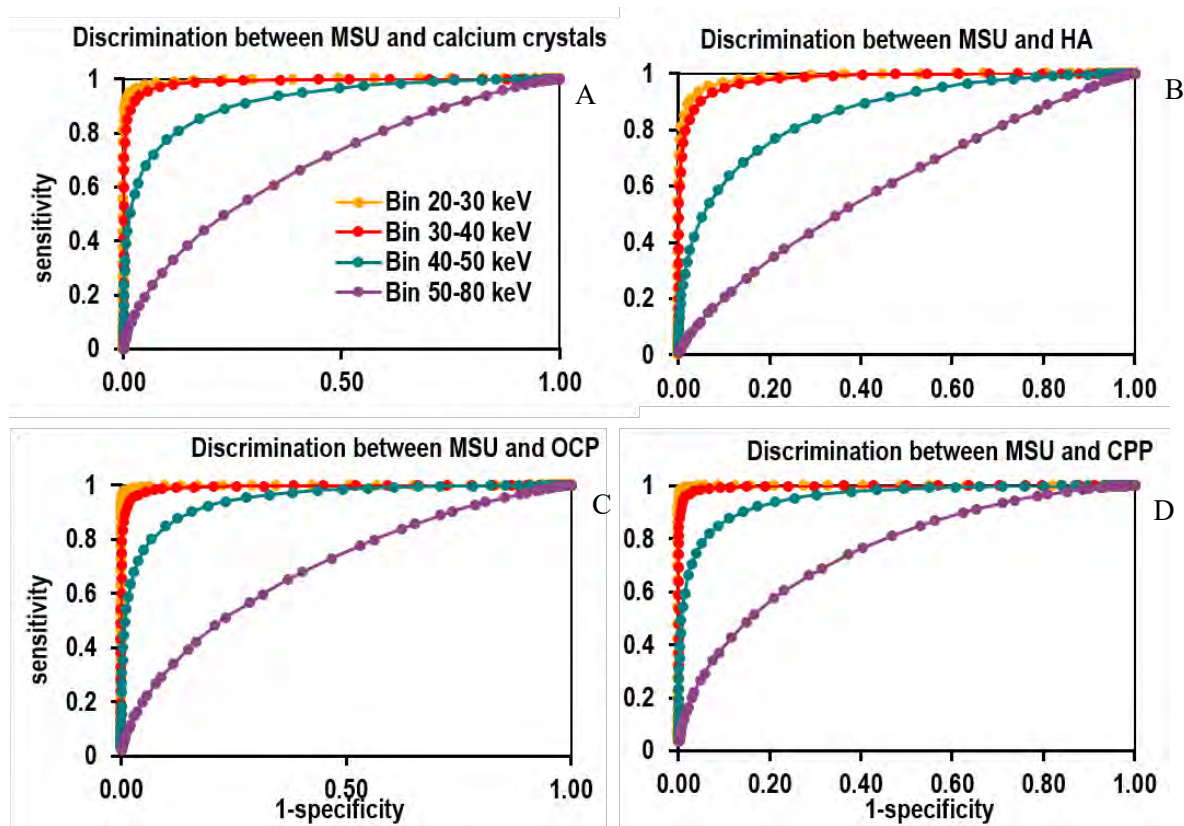 Discrimination between MSU and calcium crystals
A
1
0.8
0.6
0.4
0.2
0
sensitivity
Bin 20-30 keV
Bin 30-40 keV
Bin 40-50 keV
Bin 50-80 keV
0.00 0.50 1.00
Discrimination between MSU and HA
B
1
0.8
0.6
0.4
0.2
0
0.00 0.20 0.40 0.60 0.80 1.00
Discrimination between MSU and OCP
C
1
0.8
0.6
0.4
0.2
0
sensitivity
0.00 0.50 1.00
1-specificity
Discrimination between MSU and CPP
D
1
0.8
0.6
0.4
0.2
0
0.00 0.20 0.40 0.60 0.80 1.00
1-specificity